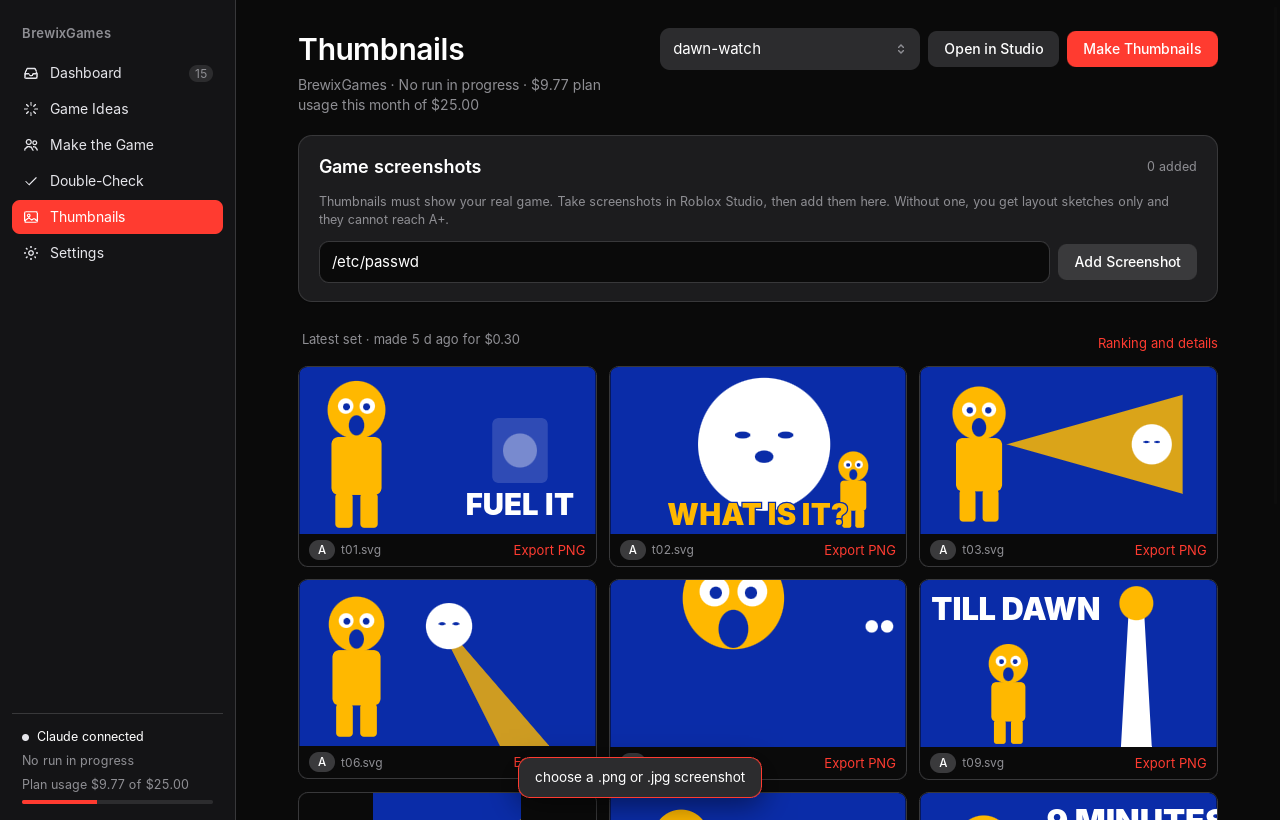 BrewixGames
Dashboard 15
Game Ideas
Make the Game
Double-Check
Thumbnails
Settings
Claude connected
No run in progress
Plan usage $9.77 of $25.00
Thumbnails
BrewixGames · No run in progress · $9.77 plan
usage this month of $25.00
dawn-watch
Open in Studio
Make Thumbnails
Game screenshots
0 added
Thumbnails must show your real game. Take screenshots in Roblox Studio, then add them here. Without one, you get layout sketches only and
they cannot reach A+.
/etc/passwd
Add Screenshot
Latest set · made 5 d ago for $0.30
Ranking and details
FUEL IT
A t01.svg Export PNG
WHAT IS IT?
A t02.svg Export PNG
A t03.svg Export PNG
A t06.svg
Export PNG
TILL DAWN
A t09.svg Export PNG
choose a .png or .jpg screenshot
9 MINUTES